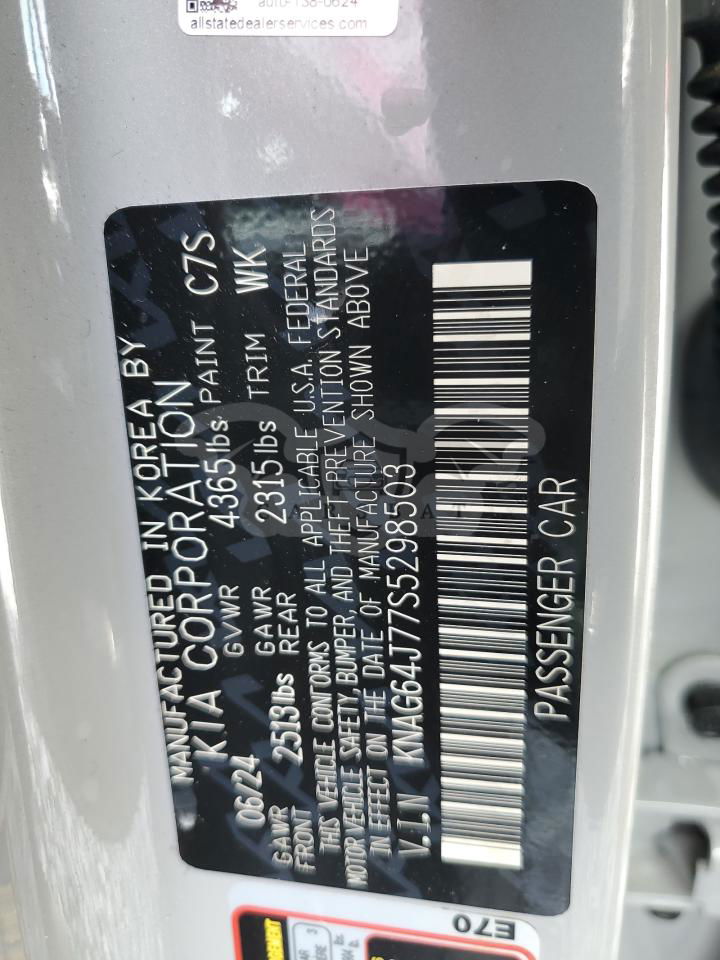 auto-158-0624
allstatedealerservices.com
MANUFACTURED IN KOREA BY
KIA CORPORATION
06/24 GVWR 4365lbs PAINT C7S
GAWR FRONT 2513lbs GAWR REAR 2315lbs TRIM WK
THIS VEHICLE CONFORMS TO ALL APPLICABLE U.S.A. FEDERAL
MOTOR VEHICLE SAFETY, BUMPER, AND THEFT PREVENTION STANDARDS
IN EFFECT ON THE DATE OF MANUFACTURE SHOWN ABOVE
V.I.N KNAG64J77S5298503
PASSENGER CAR
E70